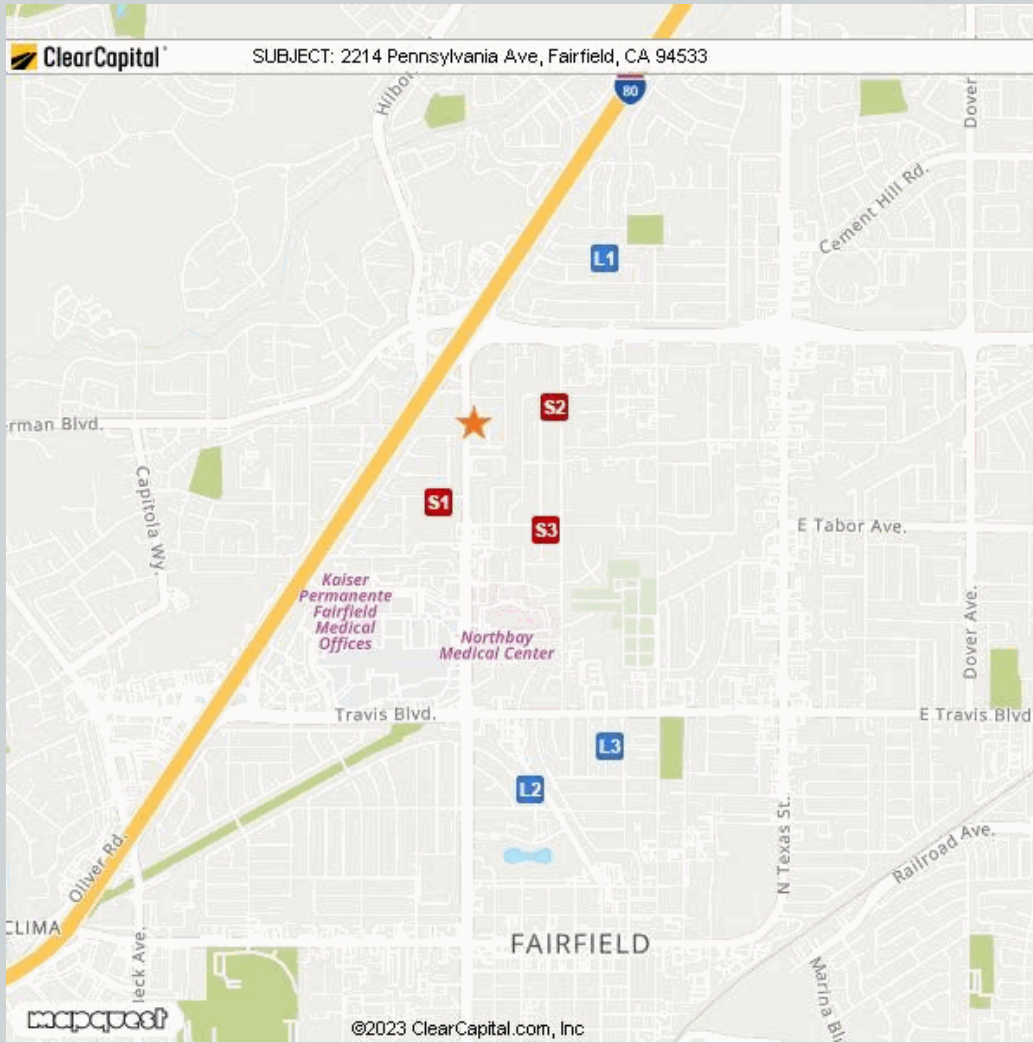 ClearCapital
SUBJECT: 2214 Pennsylvania Ave, Fairfield, CA 94533
80
Dover
Cement Hill Rd.
L1
S2
rman Blvd.
Capitola Wy.
S1
S3
E Tabor Ave.
Kaiser
Permanente
Fairfield
Medical
Offices
Northbay
Medical Center
Dover Ave.
Travis Blvd.
E Travis Blvd
L3
L2
N Texas St.
Railroad Ave.
Oliver Rd.
CLIMA
FAIRFIELD
Marina Bl
mapquest
©2023 ClearCapital.com, Inc